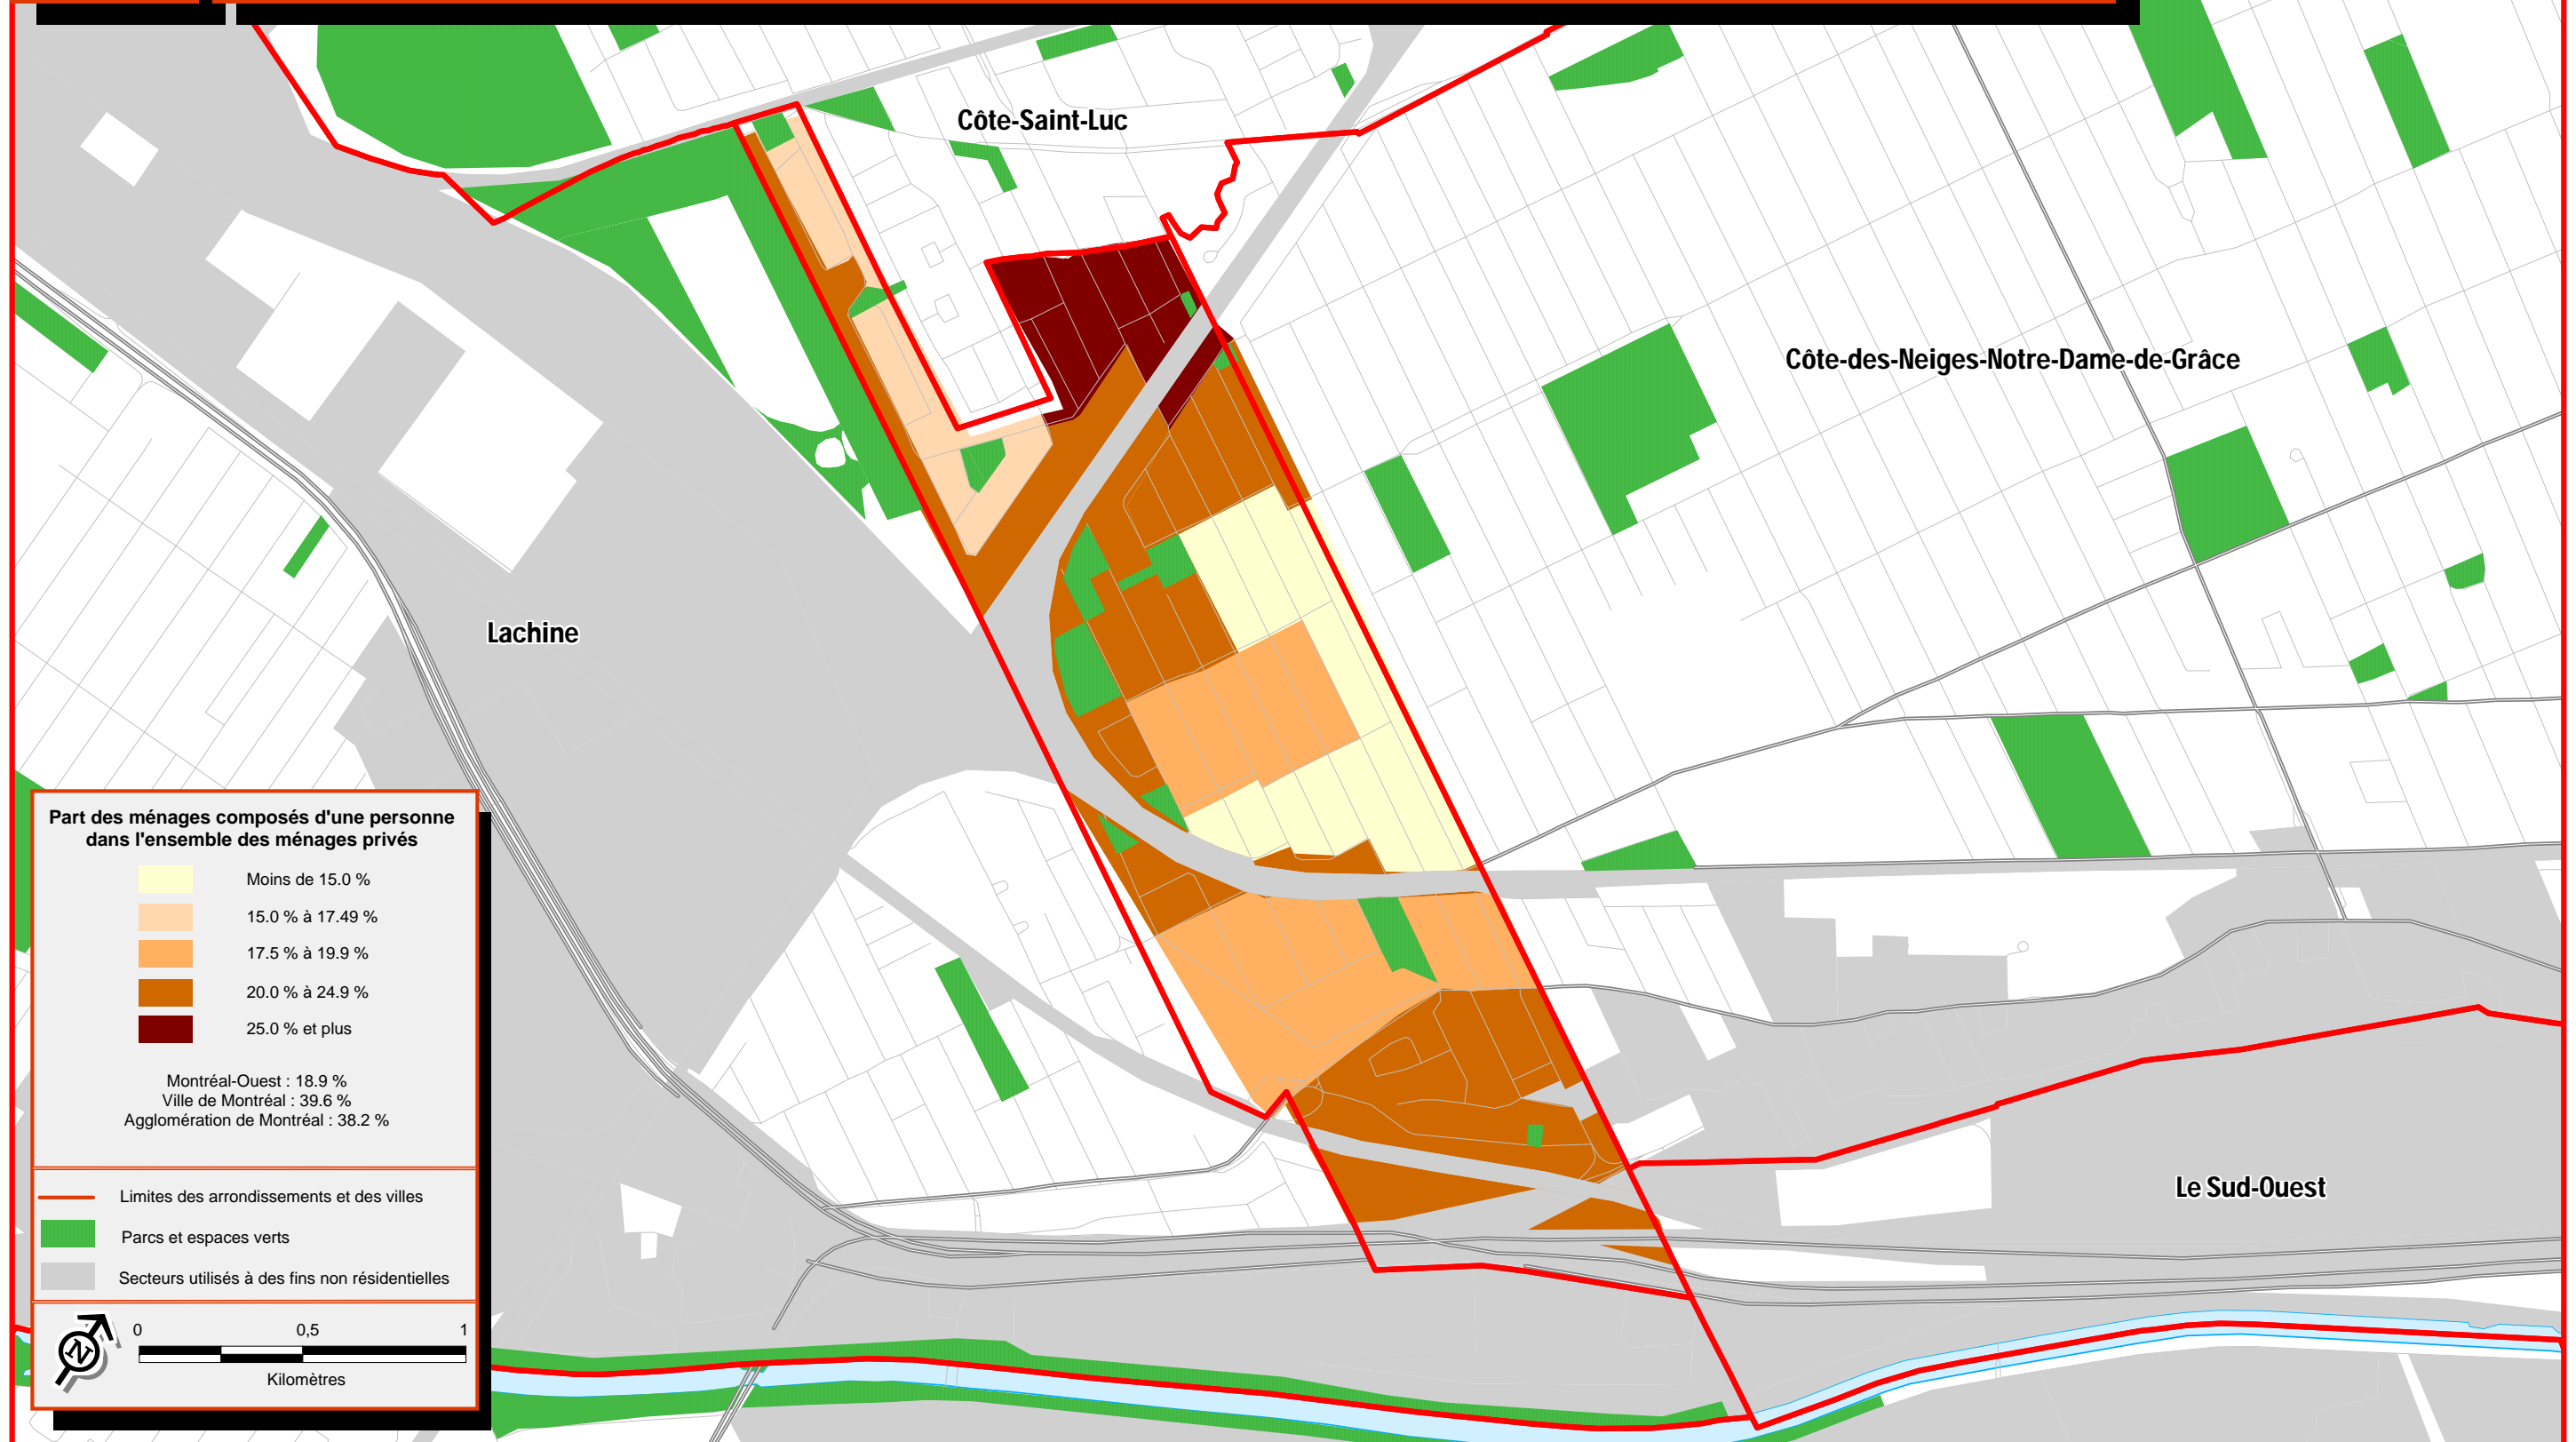 Côte-Saint-Luc
Côte-des-Neiges-Notre-Dame-de-Grâce
Lachine
Le Sud-Ouest
Part des ménages composés d'une personne
dans l'ensemble des ménages privés
Moins de 15.0 %
15.0 % à 17.49 %
17.5 % à 19.9 %
20.0 % à 24.9 %
25.0 % et plus
Montréal-Ouest : 18.9 %
Ville de Montréal : 39.6 %
Agglomération de Montréal : 38.2 %
Limites des arrondissements et des villes
Parcs et espaces verts
Secteurs utilisés à des fins non résidentielles
N
0 0,5 1
Kilomètres